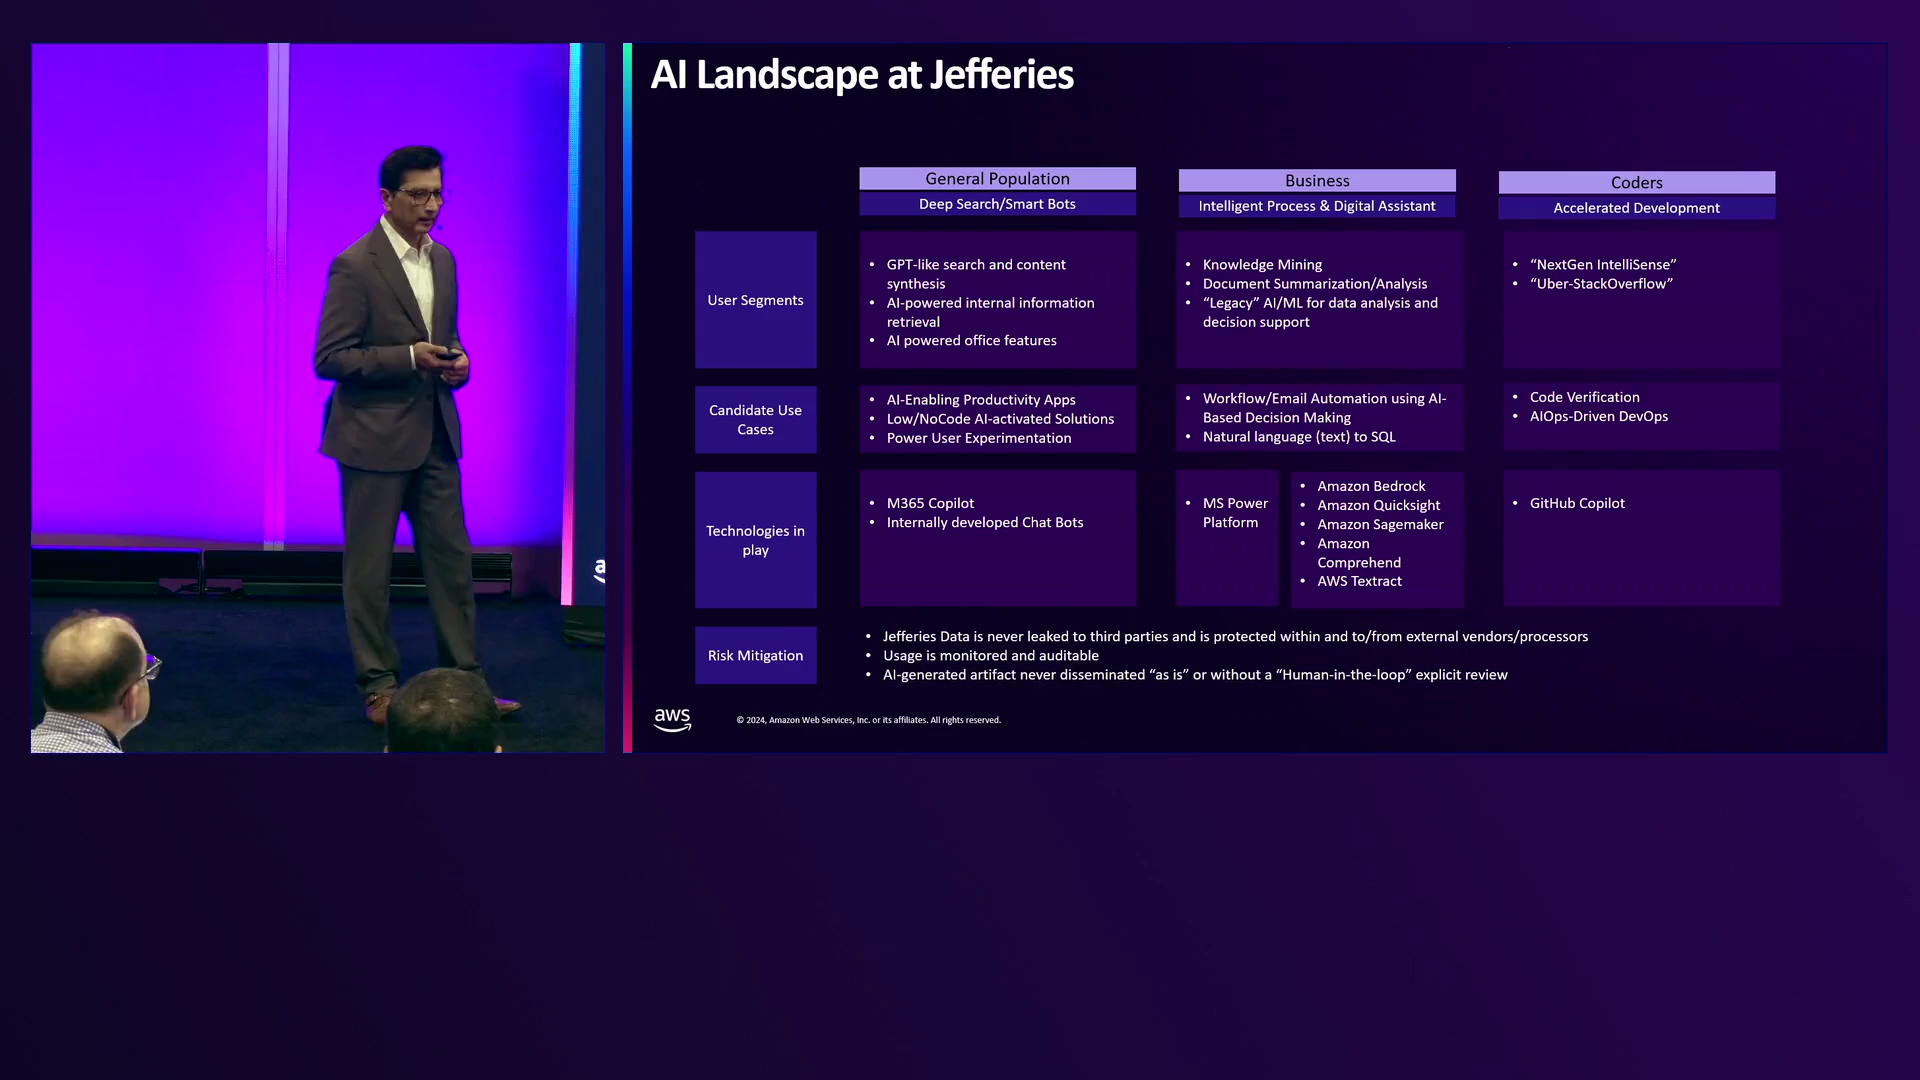 AI Landscape at Jefferies
General Population
Deep Search/Smart Bots
Business
Intelligent Process & Digital Assistant
Coders
Accelerated Development
User Segments
• GPT-like search and content
synthesis
• AI-powered internal information
retrieval
• AI powered office features
• Knowledge Mining
• Document Summarization/Analysis
• “Legacy” AI/ML for data analysis and
decision support
• “NextGen IntelliSense”
• “Uber-StackOverflow”
Candidate Use
Cases
• AI-Enabling Productivity Apps
• Low/NoCode AI-activated Solutions
• Power User Experimentation
• Workflow/Email Automation using AI-
Based Decision Making
• Natural language (text) to SQL
• Code Verification
• AIOps-Driven DevOps
Technologies in
play
• M365 Copilot
• Internally developed Chat Bots
• MS Power
Platform
• Amazon Bedrock
• Amazon Quicksight
• Amazon Sagemaker
• Amazon
Comprehend
• AWS Textract
• GitHub Copilot
Risk Mitigation
• Jefferies Data is never leaked to third parties and is protected within and to/from external vendors/processors
• Usage is monitored and auditable
• AI-generated artifact never disseminated “as is” or without a “Human-in-the-loop” explicit review
aws
© 2024, Amazon Web Services, Inc. or its affiliates. All rights reserved.
a